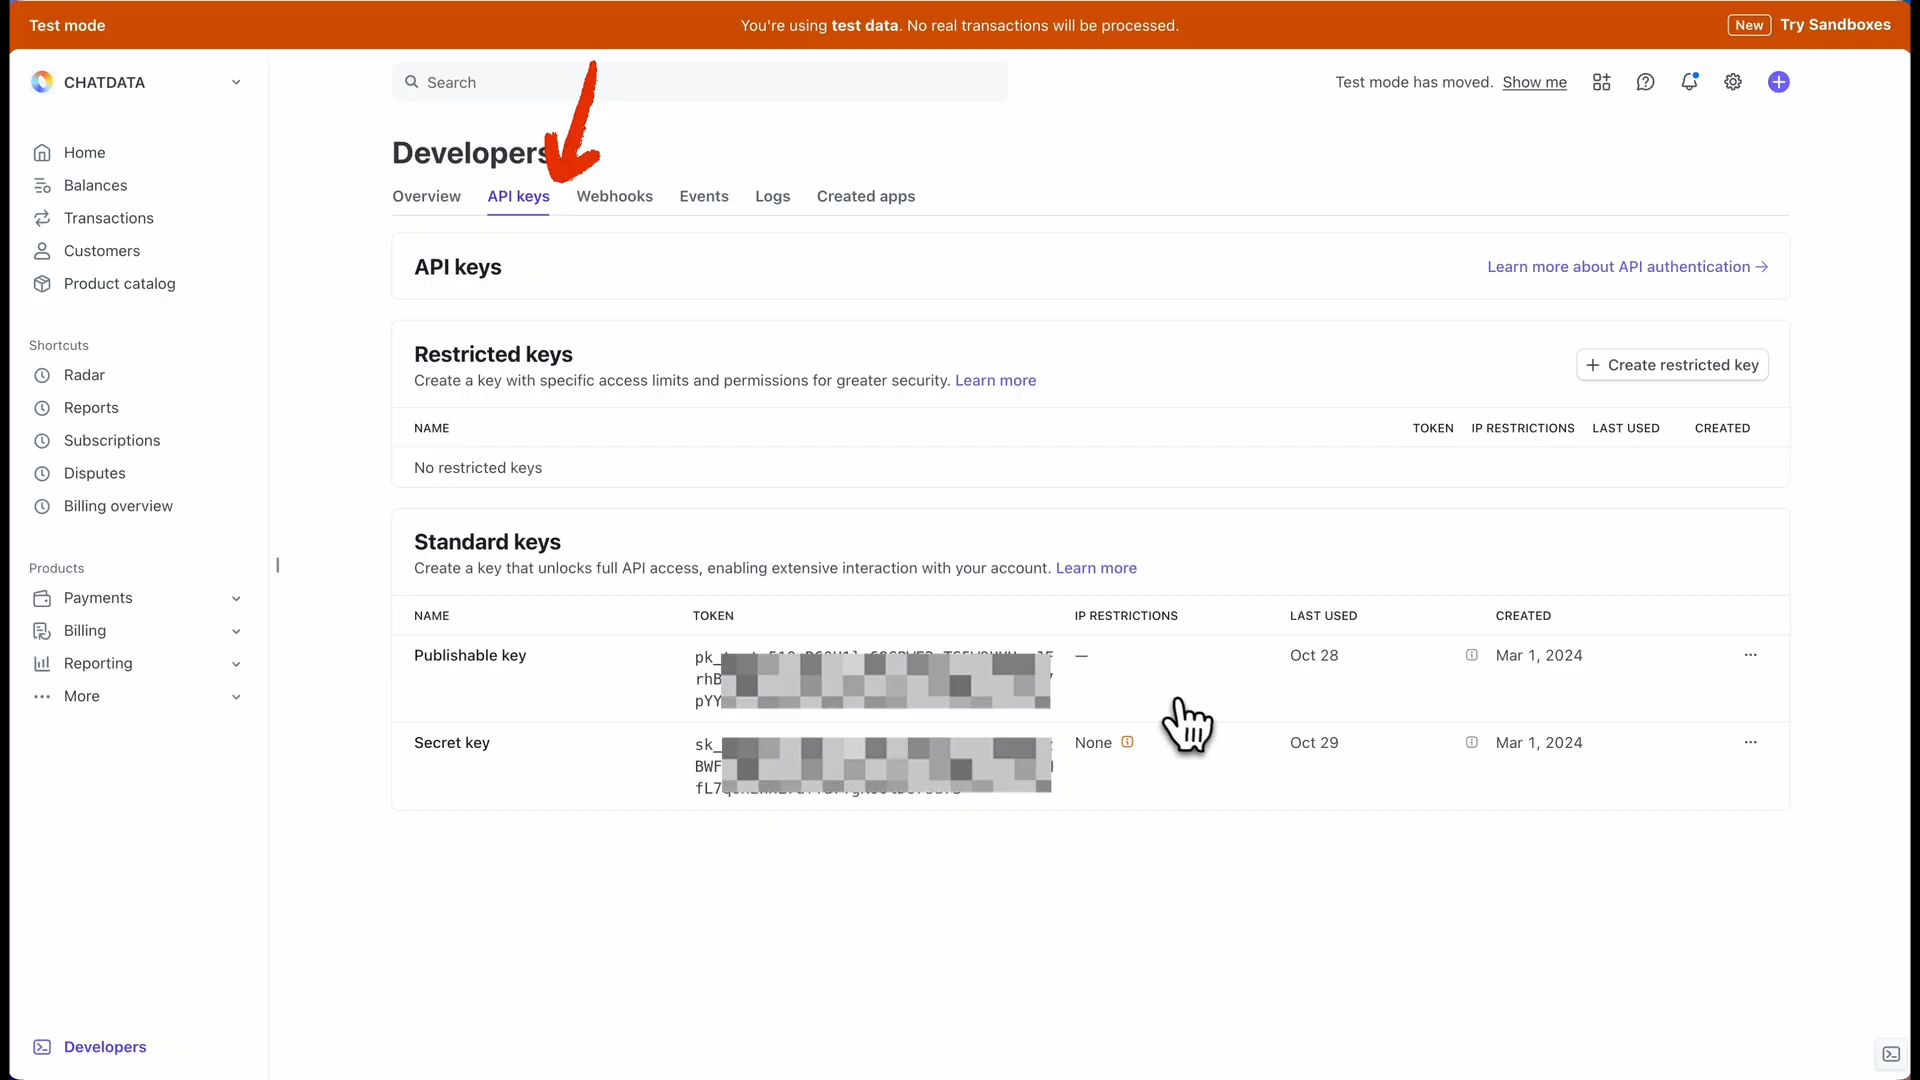 Test mode
You're using test data. No real transactions will be processed.
New Try Sandboxes
CHATDATA
Search
Test mode has moved. Show me
Home
Balances
Transactions
Customers
Product catalog
Shortcuts
Radar
Reports
Subscriptions
Disputes
Billing overview
Products
Payments
Billing
Reporting
More
Developers
Developers
Overview API keys Webhooks Events Logs Created apps
API keys
Learn more about API authentication →
Restricted keys
Create a key with specific access limits and permissions for greater security. Learn more
+ Create restricted key
NAME TOKEN IP RESTRICTIONS LAST USED CREATED
No restricted keys
Standard keys
Create a key that unlocks full API access, enabling extensive interaction with your account. Learn more
NAME TOKEN IP RESTRICTIONS LAST USED CREATED
Publishable key pk_ — Oct 28 Mar 1, 2024
rhB
pYY
Secret key sk_ None Oct 29 Mar 1, 2024
BWF
fL7